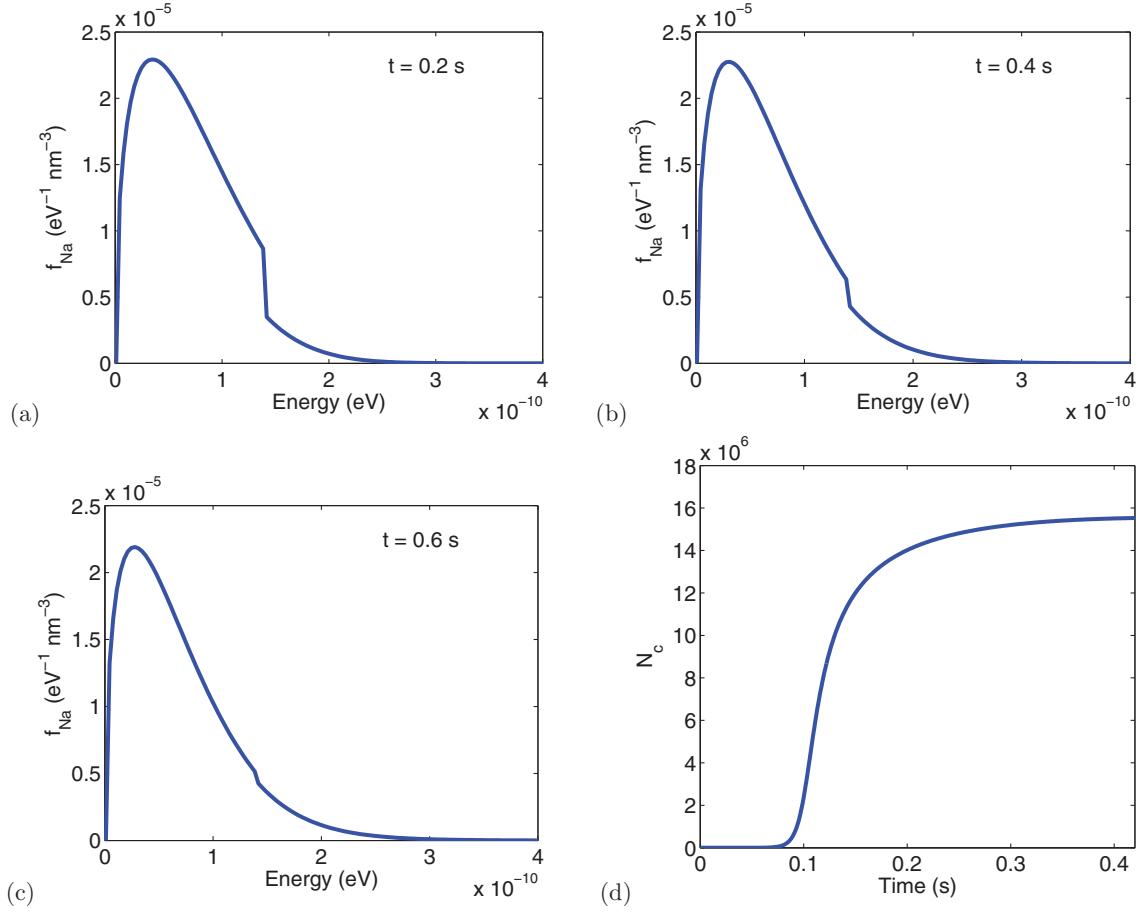 x 10⁻⁵
2.5
2
1.5
1
0.5
0
f_Na (eV⁻¹ nm⁻³)
t = 0.2 s
0 1 2 3 4
Energy (eV)
x 10⁻¹⁰
(a)
x 10⁻⁵
2.5
2
1.5
1
0.5
0
f_Na (eV⁻¹ nm⁻³)
t = 0.4 s
0 1 2 3 4
Energy (eV)
x 10⁻¹⁰
(b)
x 10⁻⁵
2.5
2
1.5
1
0.5
0
f_Na (eV⁻¹ nm⁻³)
t = 0.6 s
0 1 2 3 4
Energy (eV)
x 10⁻¹⁰
(c)
x 10⁶
18
16
14
12
10
8
6
4
2
0
N_c
0 0.1 0.2 0.3 0.4
Time (s)
(d)